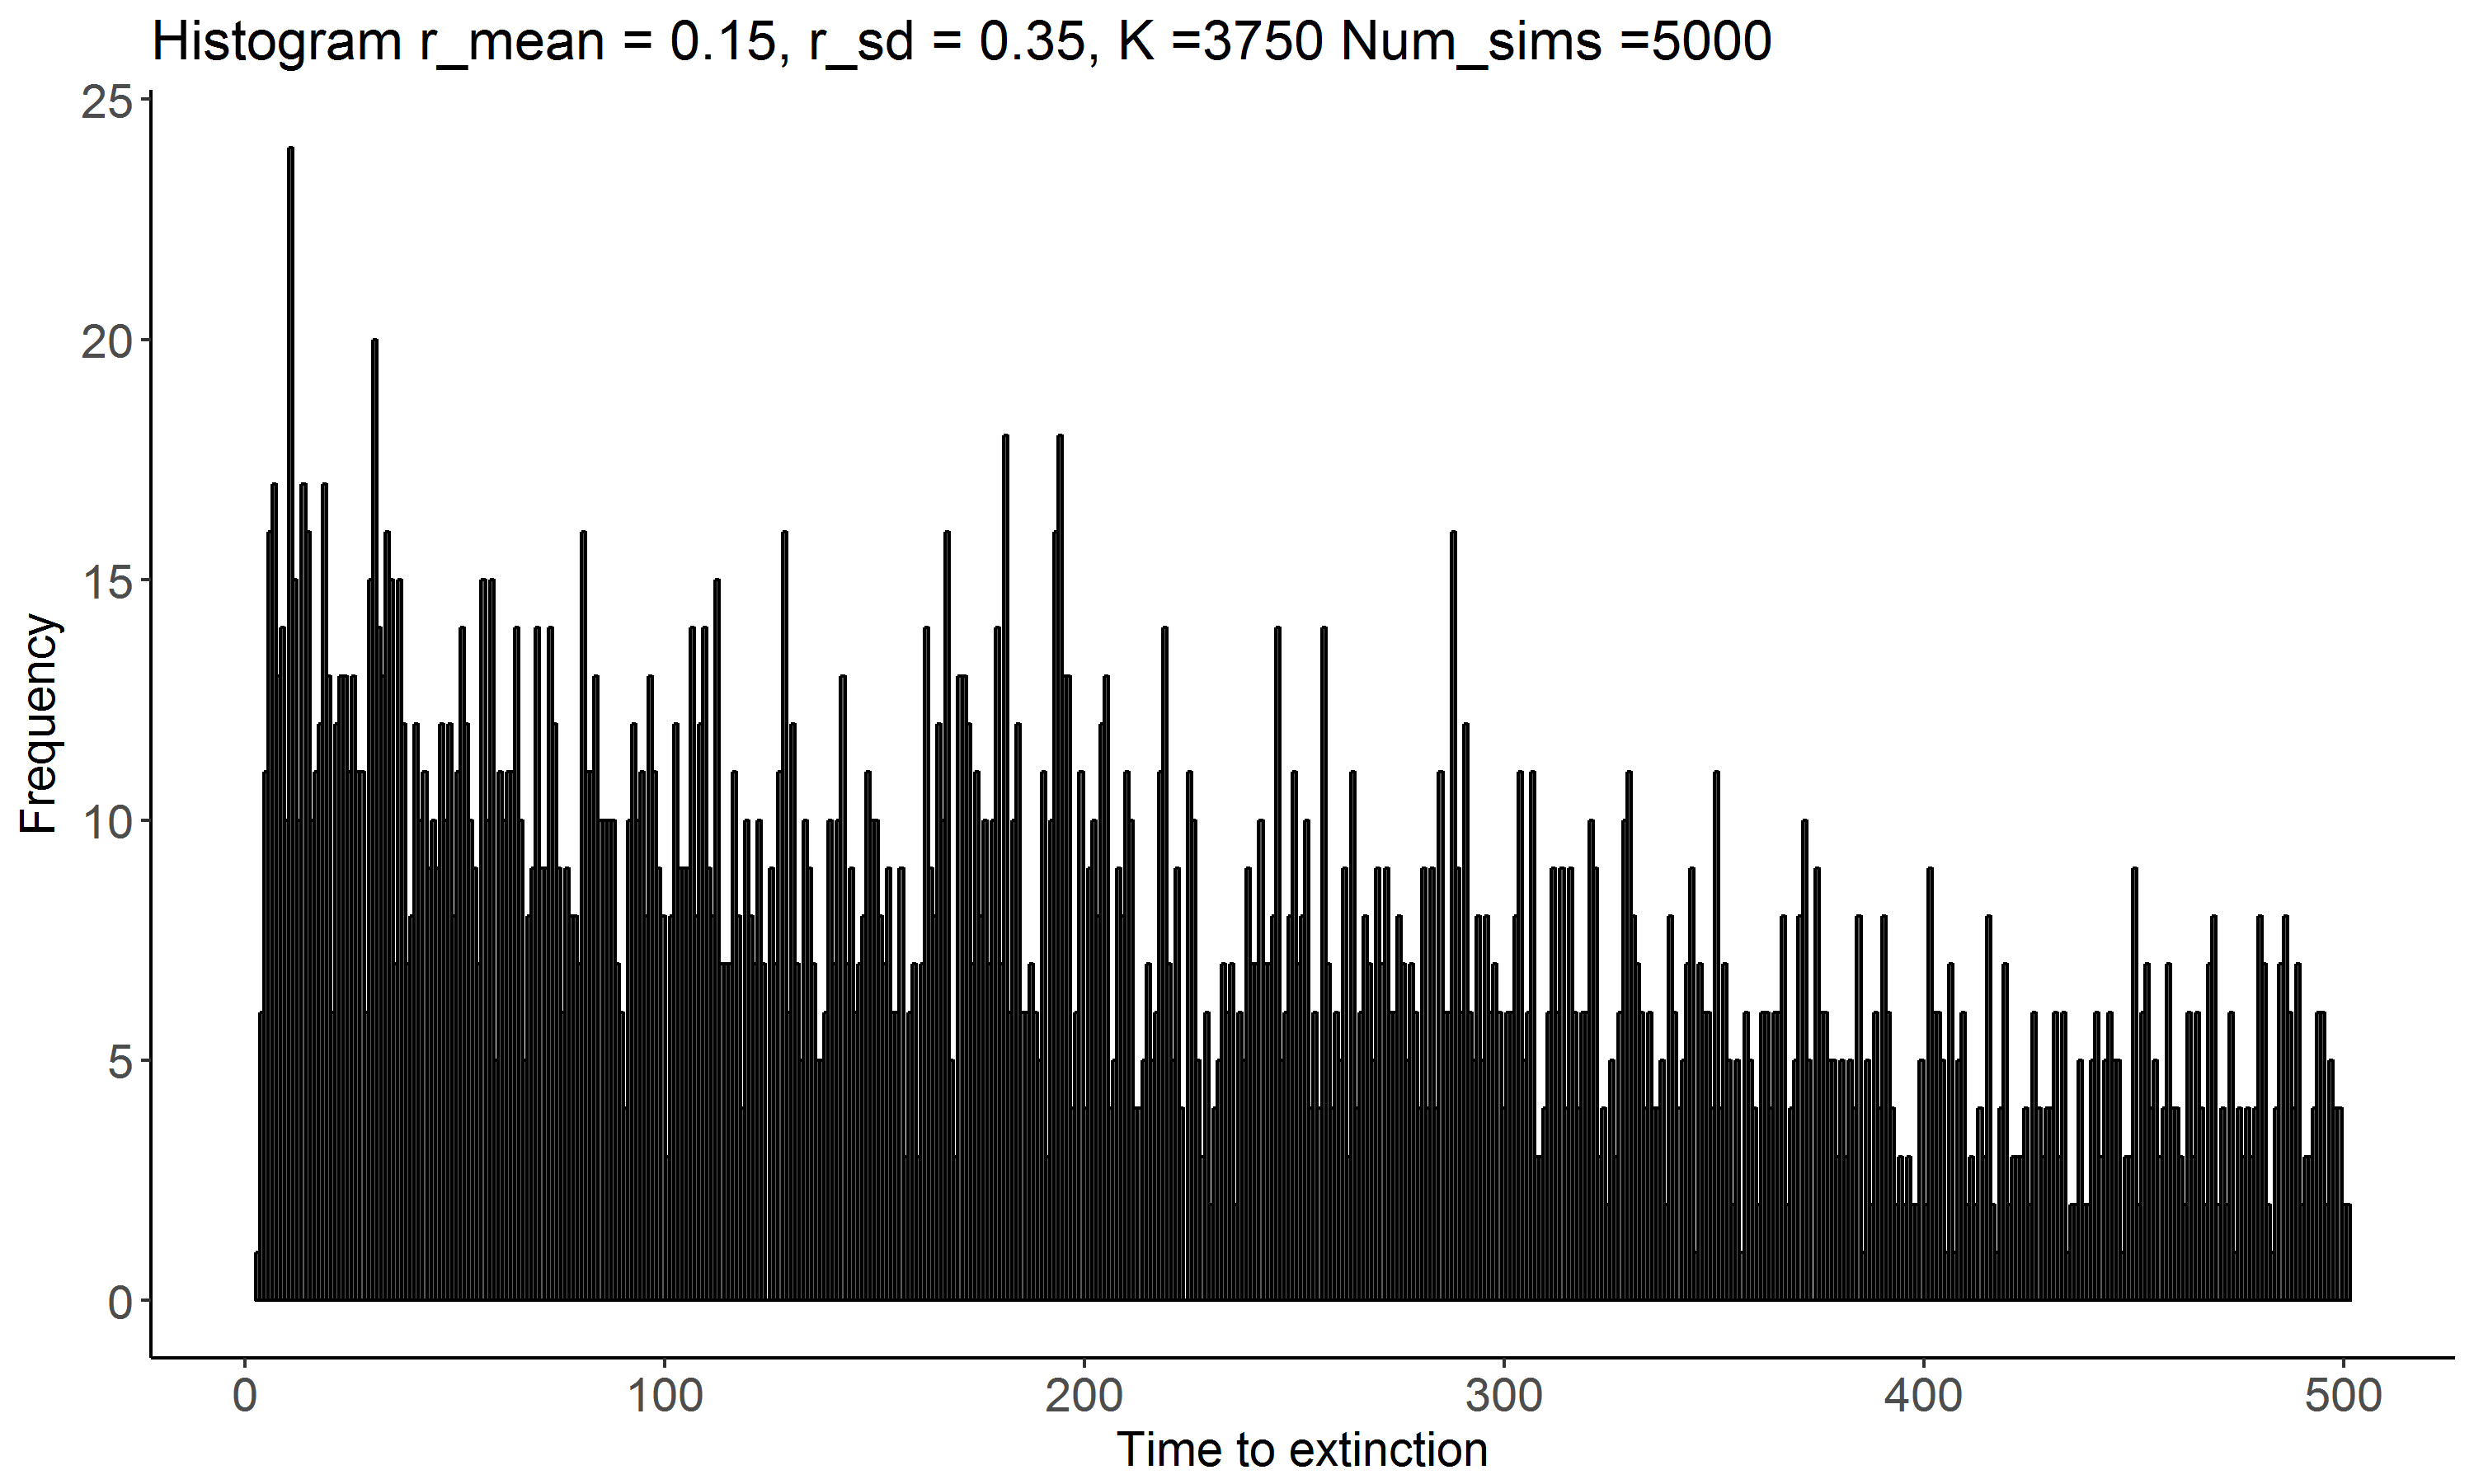 Histogram r_mean = 0.15, r_sd = 0.35, K =3750 Num_sims =5000
25
20
15
10
5
0
Frequency
0 100 200 300 400 500
Time to extinction